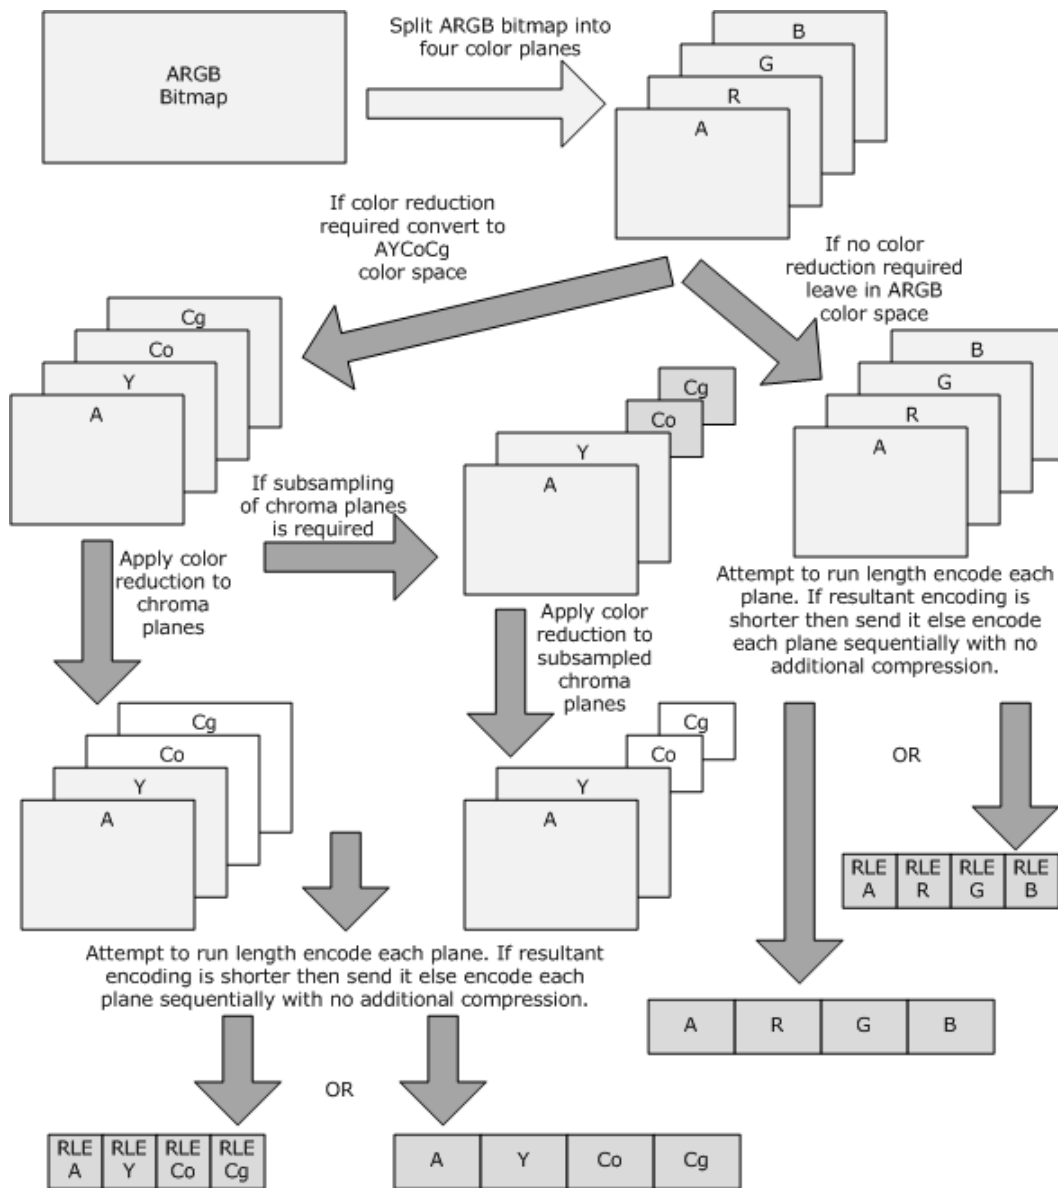 ARGB
Bitmap
Split ARGB bitmap into
four color planes
B
G
R
A
If color reduction
required convert to
AYCoCg
color space
If no color
reduction required
leave in ARGB
color space
Cg
Co
Y
A
If subsampling
of chroma planes
is required
Cg
Co
Y
A
B
G
R
A
Apply color
reduction to
chroma
planes
Apply color
reduction to
subsampled
chroma
planes
Attempt to run length encode each
plane. If resultant encoding is
shorter then send it else encode
each plane sequentially with no
additional compression.
Cg
Co
Y
A
Cg
Co
Y
A
OR
RLE
A
RLE
R
RLE
G
RLE
B
Attempt to run length encode each plane. If resultant
encoding is shorter then send it else encode each
plane sequentially with no additional compression.
A
R
G
B
OR
RLE
A
RLE
Y
RLE
Co
RLE
Cg
A
Y
Co
Cg